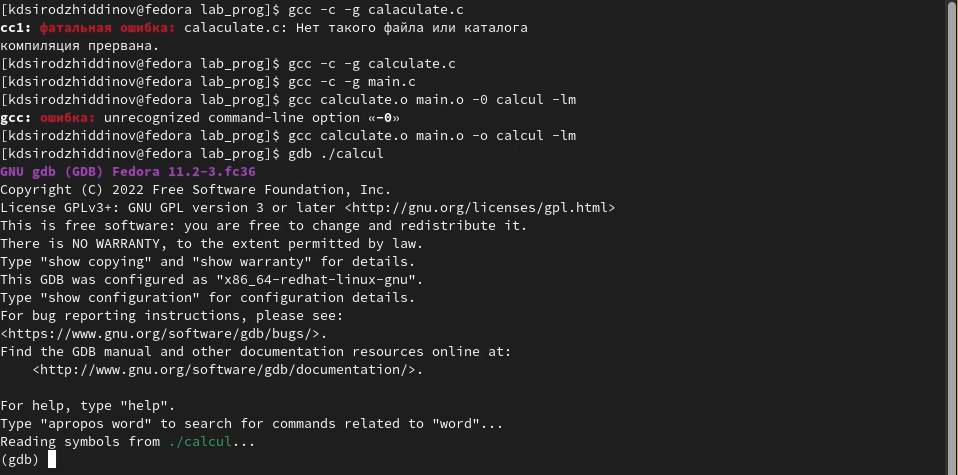 [kdsirodzhiddinov@fedora lab_prog]$ gcc -c -g calaculate.c
cc1: фатальная ошибка: calaculate.c: Нет такого файла или каталога
компиляция прервана.
[kdsirodzhiddinov@fedora lab_prog]$ gcc -c -g calculate.c
[kdsirodzhiddinov@fedora lab_prog]$ gcc -c -g main.c
[kdsirodzhiddinov@fedora lab_prog]$ gcc calculate.o main.o -0 calcul -lm
gcc: ошибка: unrecognized command-line option «-0»
[kdsirodzhiddinov@fedora lab_prog]$ gcc calculate.o main.o -o calcul -lm
[kdsirodzhiddinov@fedora lab_prog]$ gdb ./calcul
GNU gdb (GDB) Fedora 11.2-3.fc36
Copyright (C) 2022 Free Software Foundation, Inc.
License GPLv3+: GNU GPL version 3 or later <http://gnu.org/licenses/gpl.html>
This is free software: you are free to change and redistribute it.
There is NO WARRANTY, to the extent permitted by law.
Type "show copying" and "show warranty" for details.
This GDB was configured as "x86_64-redhat-linux-gnu".
Type "show configuration" for configuration details.
For bug reporting instructions, please see:
<https://www.gnu.org/software/gdb/bugs/>.
Find the GDB manual and other documentation resources online at:
    <http://www.gnu.org/software/gdb/documentation/>.

For help, type "help".
Type "apropos word" to search for commands related to "word"...
Reading symbols from ./calcul...
(gdb)